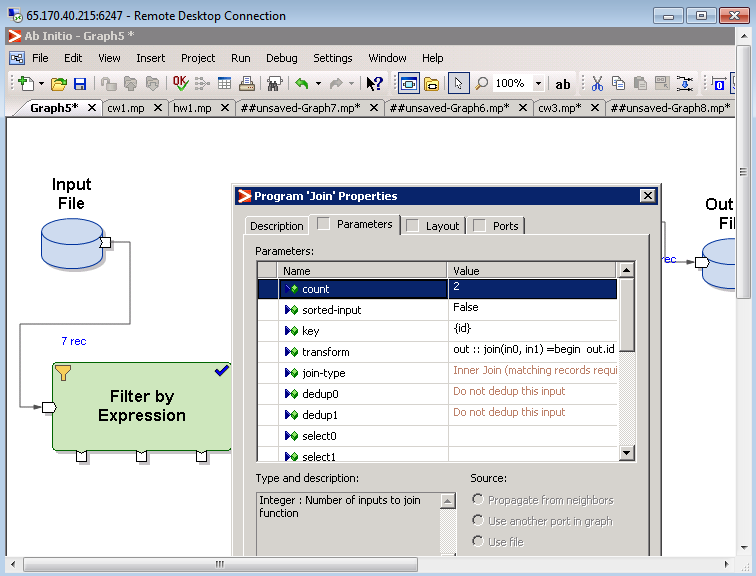 65.170.40.215:6247 - Remote Desktop Connection
Ab Initio - Graph5 *
File Edit View Insert Project Run Debug Settings Window Help
OK 100% ab
Graph5* cw1.mp hw1.mp ##unsaved-Graph7.mp* ##unsaved-Graph6.mp* cw3.mp* ##unsaved-Graph8.mp*
Input
File
7 rec
Filter by
Expression
Program 'Join' Properties
Description Parameters Layout Ports
Parameters:
Name Value
count 2
sorted-input False
key {id}
transform out :: join(in0, in1) =begin out.id
join-type Inner Join (matching records requi
dedup0 Do not dedup this input
dedup1 Do not dedup this input
select0
select1
Type and description:
Integer : Number of inputs to join
function
Source:
Propagate from neighbors
Use another port in graph
Use file
Out
Fil
rec